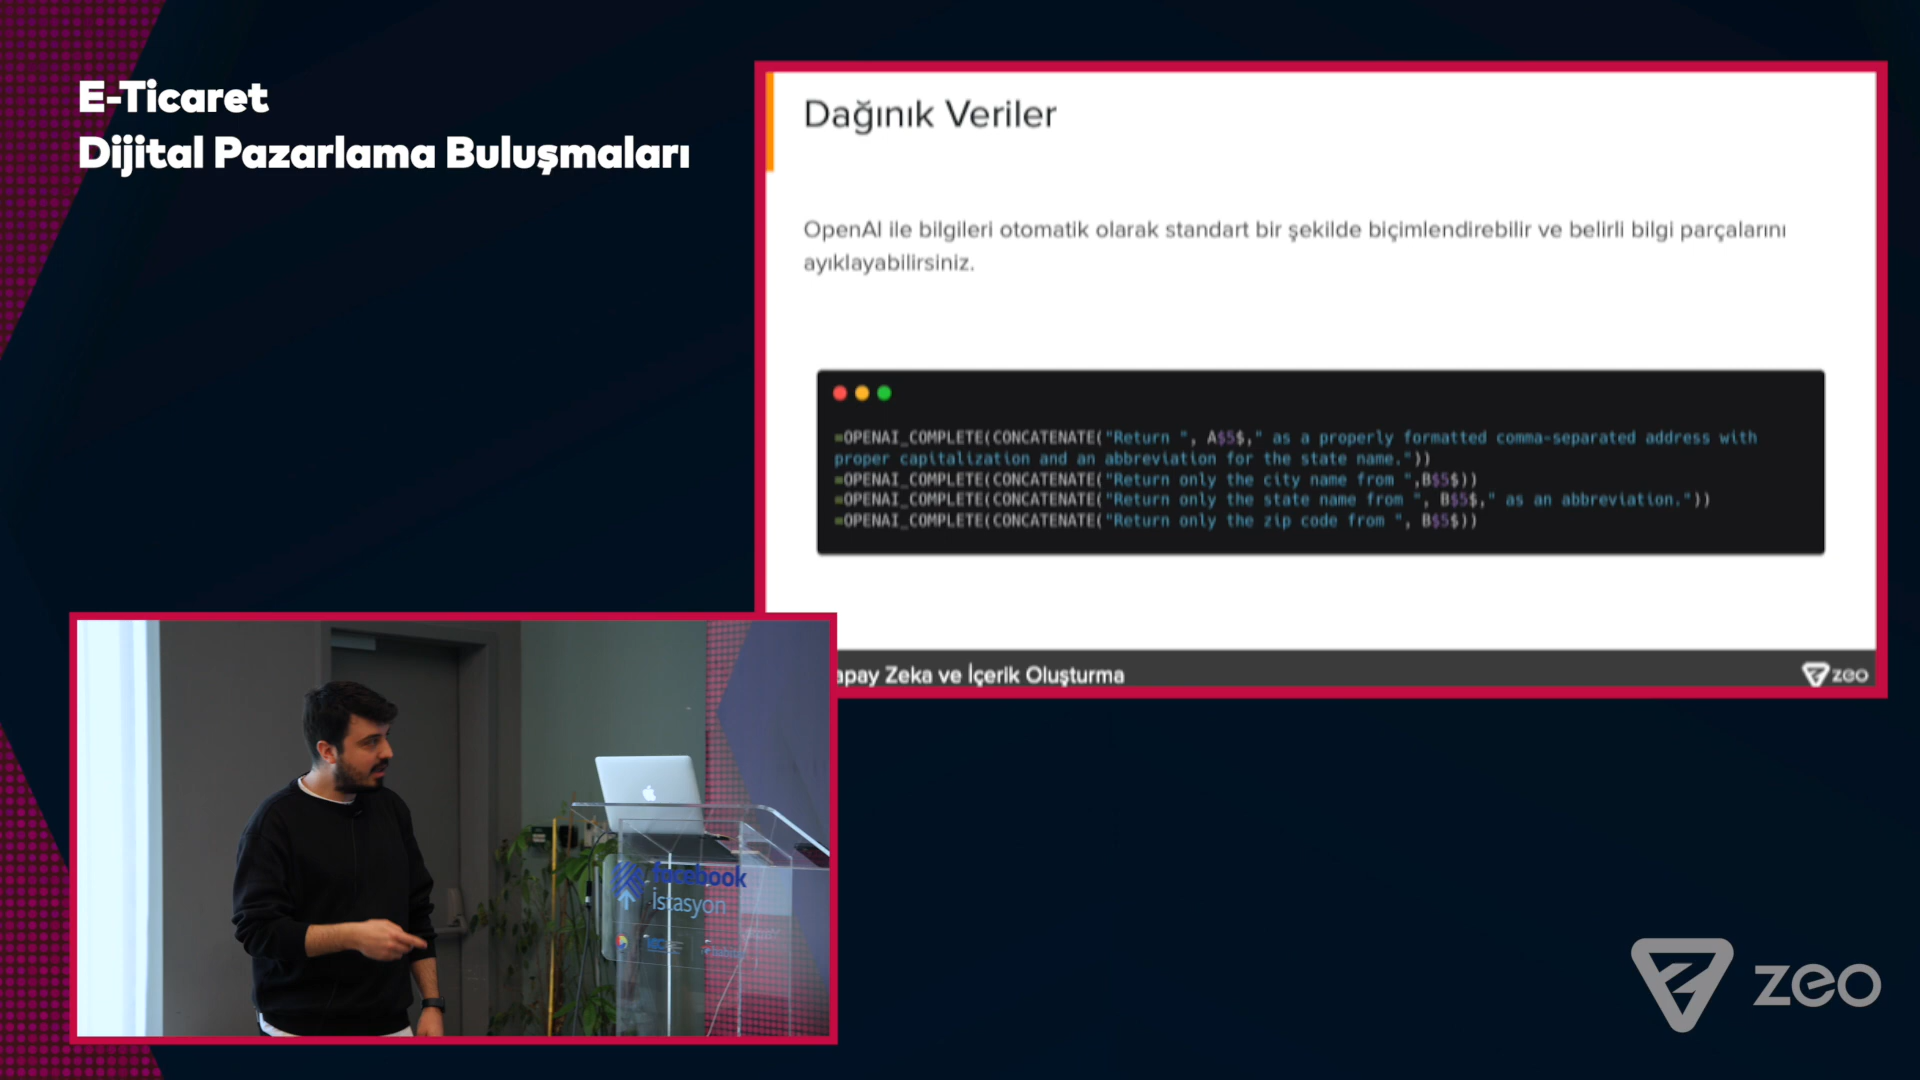 E-Ticaret
Dijital Pazarlama Buluşmaları
Dağınık Veriler
OpenAI ile bilgileri otomatik olarak standart bir şekilde biçimlendirebilir ve belirli bilgi parçalarını
ayıklayabilirsiniz.
=OPENAI_COMPLETE(CONCATENATE("Return ", A$5$," as a properly formatted comma-separated address with
proper capitalization and an abbreviation for the state name."))
=OPENAI_COMPLETE(CONCATENATE("Return only the city name from ",B$5$))
=OPENAI_COMPLETE(CONCATENATE("Return only the state name from ", B$5$," as an abbreviation."))
=OPENAI_COMPLETE(CONCATENATE("Return only the zip code from ", B$5$))
apay Zeka ve İçerik Oluşturma
zeo
facebook
İstasyon
zeo